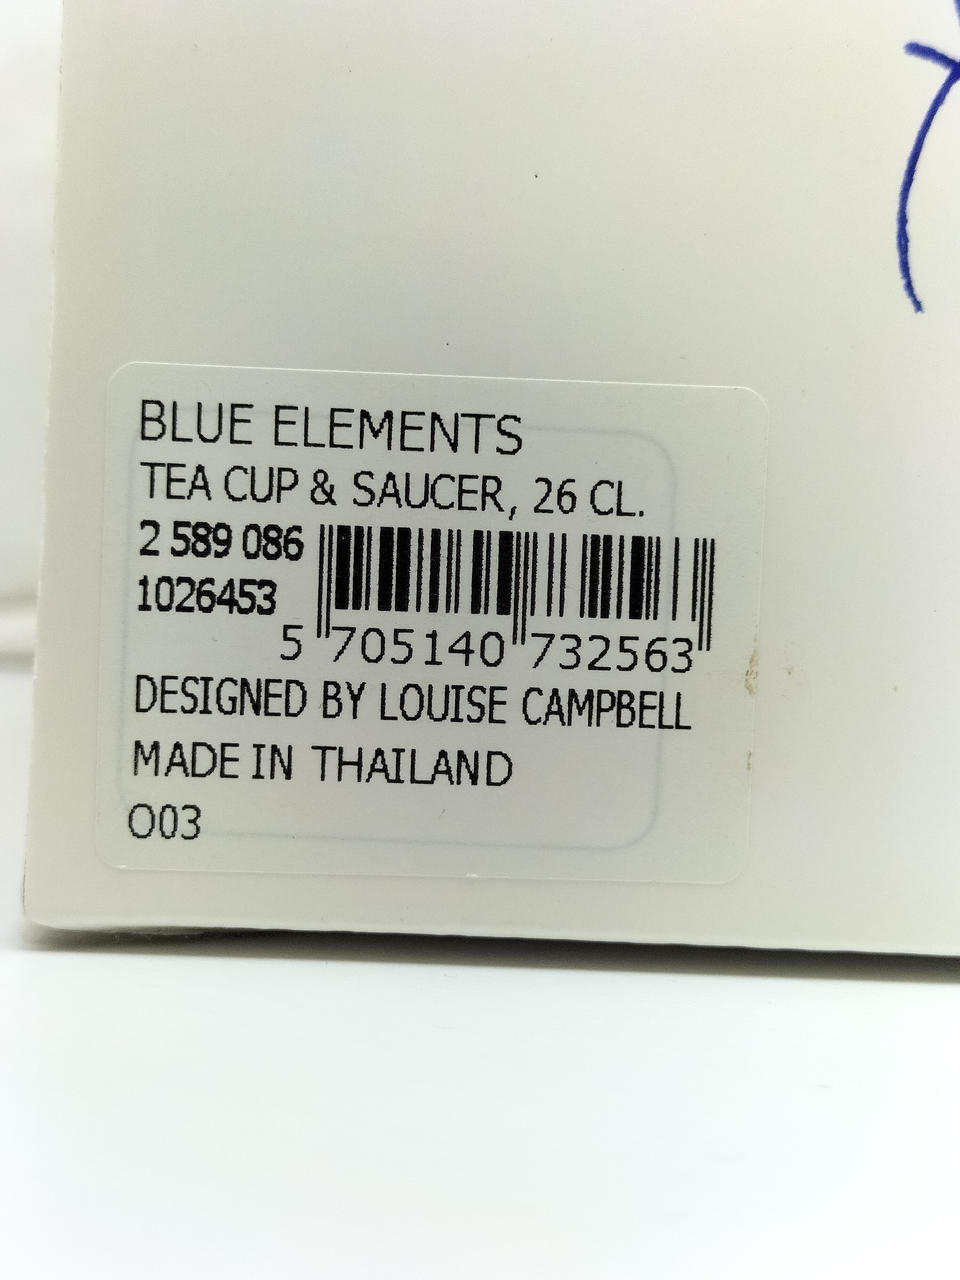 BLUE ELEMENTS
TEA CUP & SAUCER, 26 CL.
2 589 086
1026453
5 705140 732563
DESIGNED BY LOUISE CAMPBELL
MADE IN THAILAND
O03